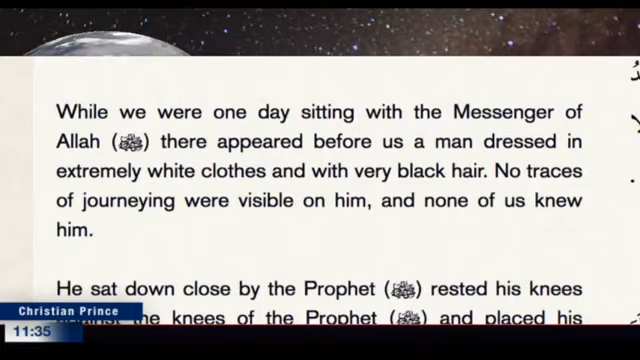 While we were one day sitting with the Messenger of
Allah (ﷺ) there appeared before us a man dressed in
extremely white clothes and with very black hair. No traces
of journeying were visible on him, and none of us knew
him.
He sat down close by the Prophet (ﷺ) rested his knees
against the knees of the Prophet (ﷺ) and placed his
Christian Prince
11:35